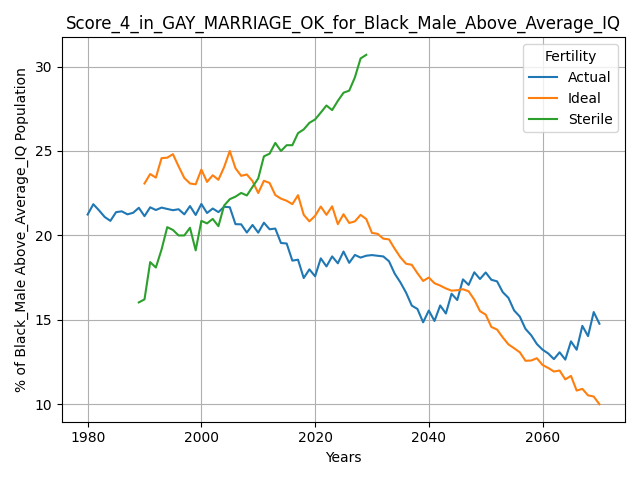 Score_4_in_GAY_MARRIAGE_OK_for_Black_Male_Above_Average_IQ
% of Black_Male Above_Average_IQ Population
30
25
20
15
10
Fertility
Actual
Ideal
Sterile
1980
2000
2020
2040
2060
Years